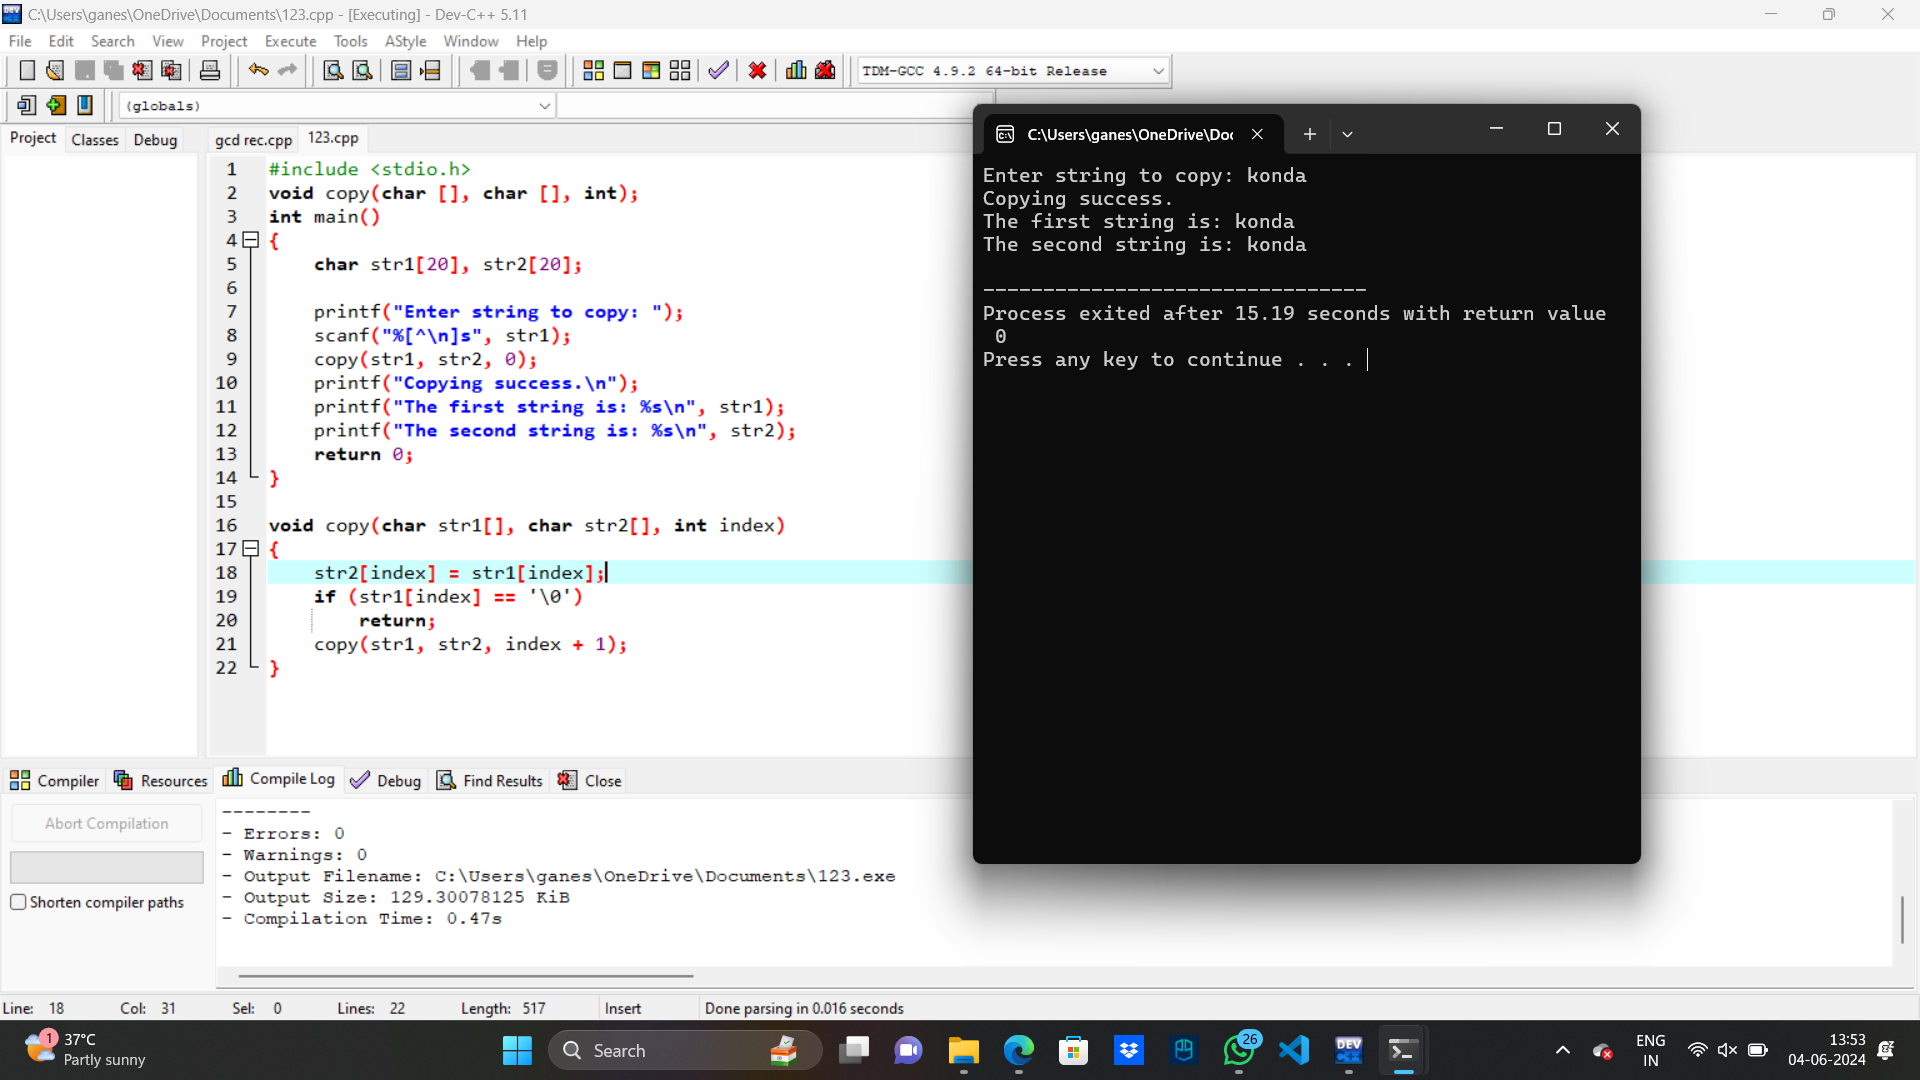 C:\Users\ganes\OneDrive\Documents\123.cpp - [Executing] - Dev-C++ 5.11
File Edit Search View Project Execute Tools AStyle Window Help
TDM-GCC 4.9.2 64-bit Release
(globals)
Project Classes Debug
gcd rec.cpp 123.cpp
1 #include <stdio.h>
2 void copy(char [], char [], int);
3 int main()
4 {
5 char str1[20], str2[20];
6
7 printf("Enter string to copy: ");
8 scanf("%[^\n]s", str1);
9 copy(str1, str2, 0);
10 printf("Copying success.\n");
11 printf("The first string is: %s\n", str1);
12 printf("The second string is: %s\n", str2);
13 return 0;
14 }
15
16 void copy(char str1[], char str2[], int index)
17 {
18 str2[index] = str1[index];
19 if (str1[index] == '\0')
20 return;
21 copy(str1, str2, index + 1);
22 }
C:\Users\ganes\OneDrive\Doc
Enter string to copy: konda
Copying success.
The first string is: konda
The second string is: konda
--------------------------------
Process exited after 15.19 seconds with return value
0
Press any key to continue . . .
Compiler Resources Compile Log Debug Find Results Close
Abort Compilation
Shorten compiler paths
--------
- Errors: 0
- Warnings: 0
- Output Filename: C:\Users\ganes\OneDrive\Documents\123.exe
- Output Size: 129.30078125 KiB
- Compilation Time: 0.47s
Line: 18 Col: 31 Sel: 0 Lines: 22 Length: 517 Insert Done parsing in 0.016 seconds
1
37°C
Partly sunny
Search
26
DEV
C++
ENG
IN
13:53
04-06-2024